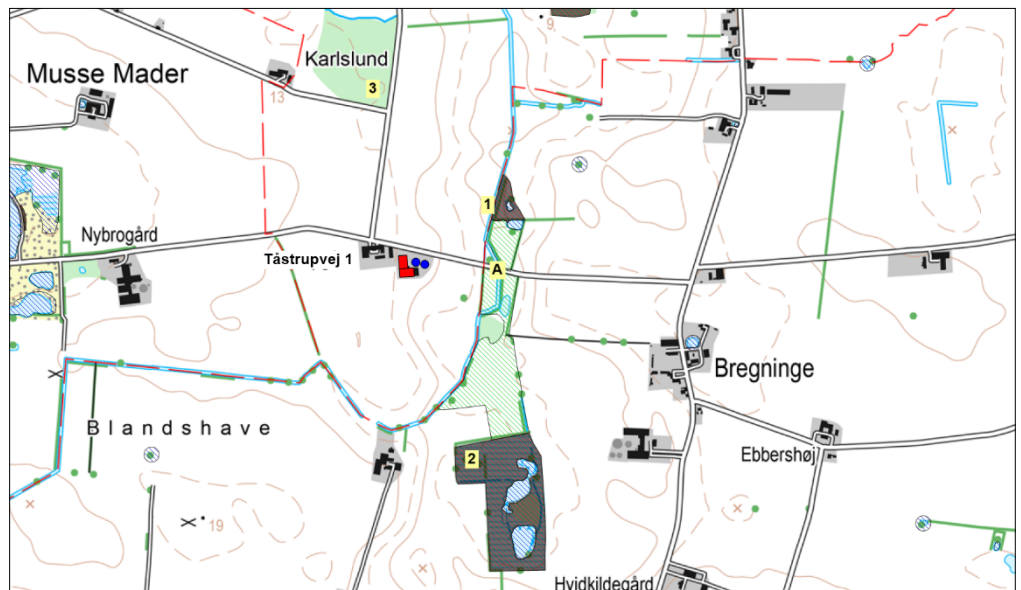 9
Karlslund
Musse Mader
3
13
1
Nybrogård
Tåstrupvej 1
A
Bregninge
Blandshave
Ebbershøj
2
19
Hvidkildegård